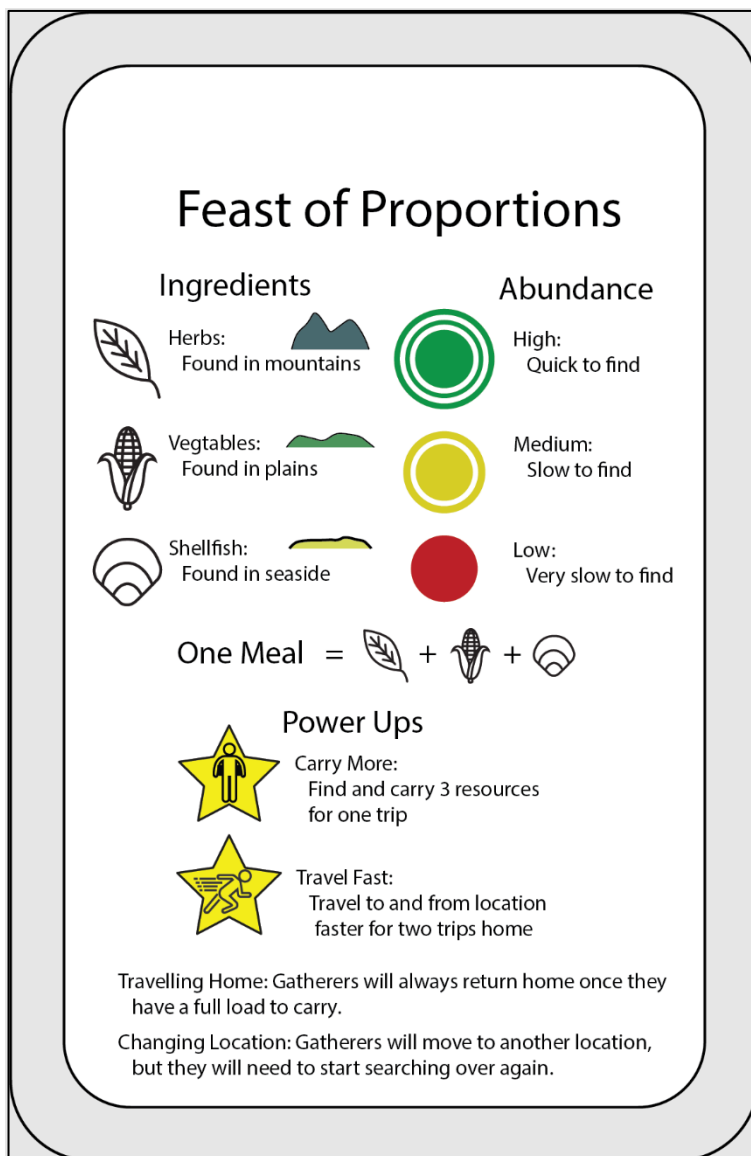 Feast of Proportions
Ingredients
Herbs:
Found in mountains
Vegtables:
Found in plains
Shellfish:
Found in seaside
Abundance
High:
Quick to find
Medium:
Slow to find
Low:
Very slow to find
One Meal = + +
Power Ups
Carry More:
Find and carry 3 resources
for one trip
Travel Fast:
Travel to and from location
faster for two trips home
Travelling Home: Gatherers will always return home once they
have a full load to carry.
Changing Location: Gatherers will move to another location,
but they will need to start searching over again.